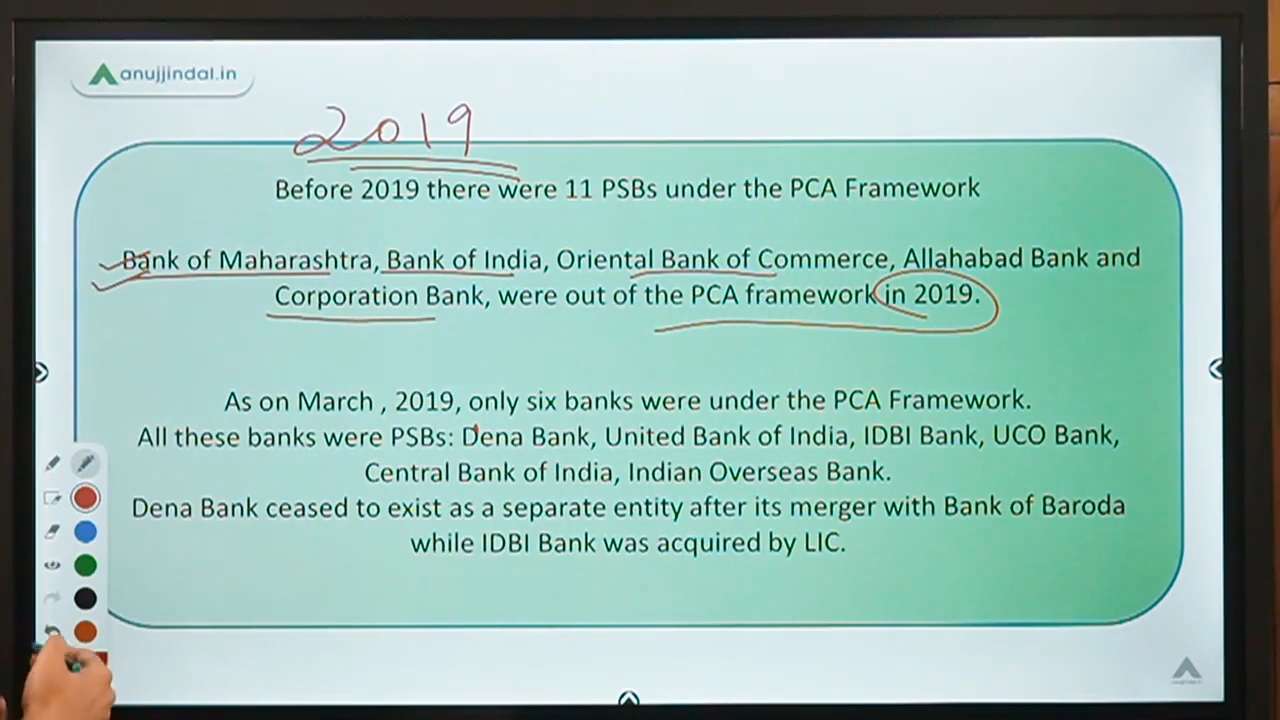 anujjindal.in
2019
Before 2019 there were 11 PSBs under the PCA Framework
Bank of Maharashtra, Bank of India, Oriental Bank of Commerce, Allahabad Bank and
Corporation Bank, were out of the PCA framework in 2019.
As on March , 2019, only six banks were under the PCA Framework.
All these banks were PSBs: Dena Bank, United Bank of India, IDBI Bank, UCO Bank,
Central Bank of India, Indian Overseas Bank.
Dena Bank ceased to exist as a separate entity after its merger with Bank of Baroda
while IDBI Bank was acquired by LIC.
anujjindal.in